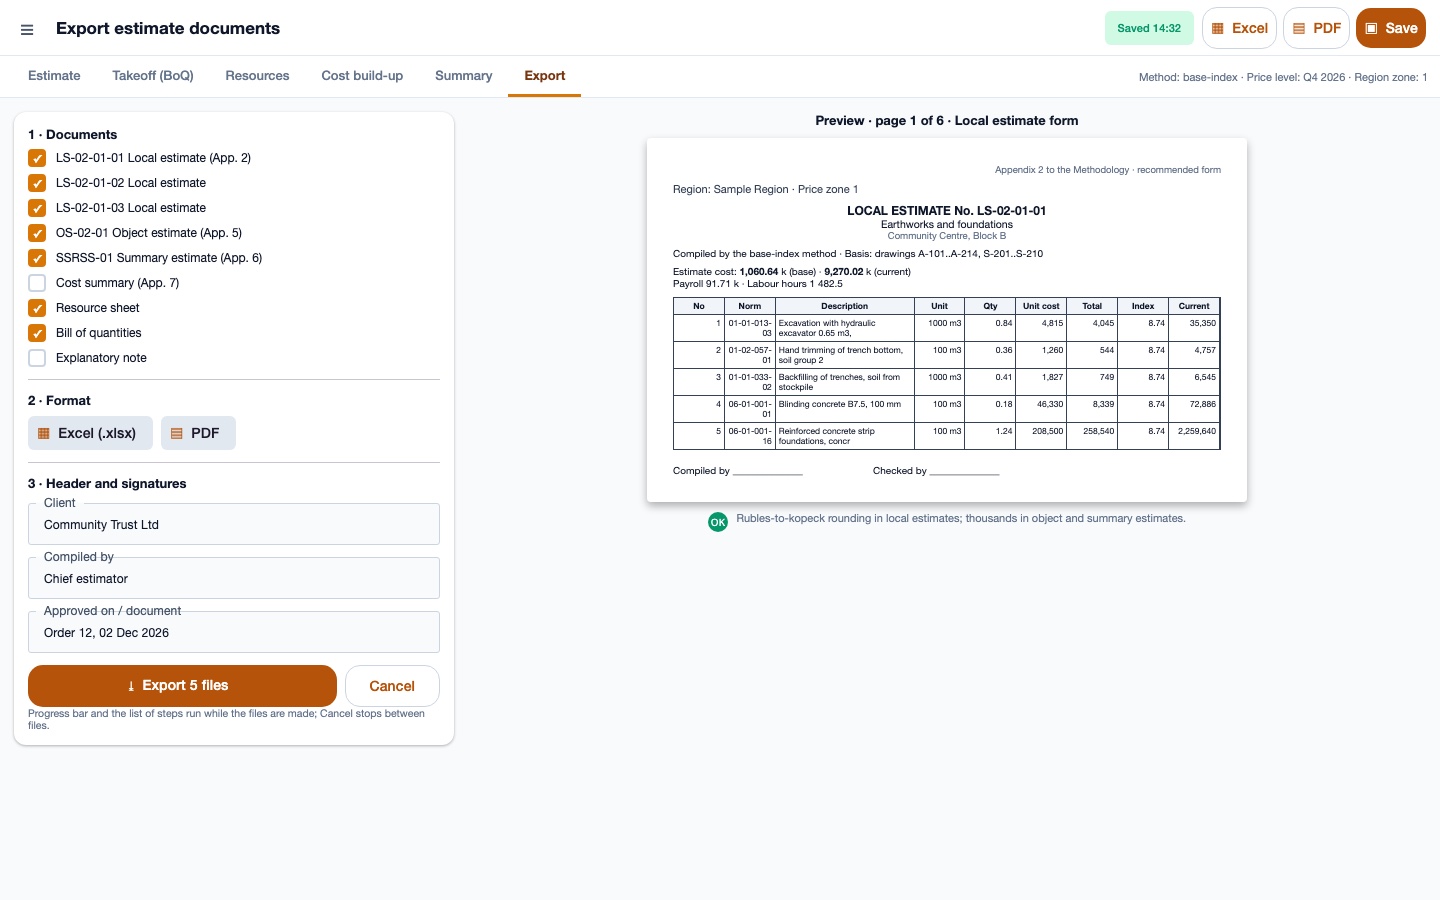 Export estimate documents
Saved 14:32
Excel
PDF
Save
Estimate
Takeoff (BoQ)
Resources
Cost build-up
Summary
Export
Method: base-index · Price level: Q4 2026 · Region zone: 1
1 · Documents
LS-02-01-01 Local estimate (App. 2)
LS-02-01-02 Local estimate
LS-02-01-03 Local estimate
OS-02-01 Object estimate (App. 5)
SSRSS-01 Summary estimate (App. 6)
Cost summary (App. 7)
Resource sheet
Bill of quantities
Explanatory note
2 · Format
Excel (.xlsx)
PDF
3 · Header and signatures
Client
Community Trust Ltd
Compiled by
Chief estimator
Approved on / document
Order 12, 02 Dec 2026
Export 5 files
Cancel
Progress bar and the list of steps run while the files are made; Cancel stops between
files.
Preview · page 1 of 6 · Local estimate form
Appendix 2 to the Methodology · recommended form
Region: Sample Region · Price zone 1
LOCAL ESTIMATE No. LS-02-01-01
Earthworks and foundations
Community Centre, Block B
Compiled by the base-index method · Basis: drawings A-101..A-214, S-201..S-210
Estimate cost: 1,060.64 k (base) · 9,270.02 k (current)
Payroll 91.71 k · Labour hours 1 482.5
No Norm Description Unit Qty Unit cost Total Index Current
1 01-01-013- Excavation with hydraulic 1000 m3 0.84 4,815 4,045 8.74 35,350
03 excavator 0.65 m3,
2 01-02-057- Hand trimming of trench bottom, 100 m3 0.36 1,260 544 8.74 4,757
01 soil group 2
3 01-01-033- Backfilling of trenches, soil from 1000 m3 0.41 1,827 749 8.74 6,545
02 stockpile
4 06-01-001- Blinding concrete B7.5, 100 mm 100 m3 0.18 46,330 8,339 8.74 72,886
01
5 06-01-001- Reinforced concrete strip 100 m3 1.24 208,500 258,540 8.74 2,259,640
16 foundations, concr
Compiled by _____________ Checked by _____________
OK Rubles-to-kopeck rounding in local estimates; thousands in object and summary estimates.